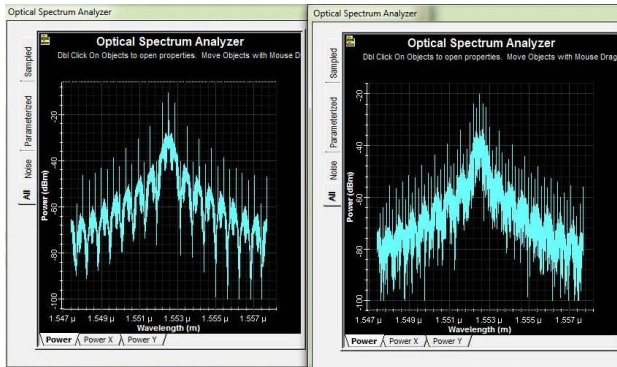 Optical Spectrum Analyzer
Optical Spectrum Analyzer
Dbl Click On Objects to open properties. Move Objects with Mouse D
Sampled
Parameterized
Noise
All
Power (dBm)
-20
-40
-60
-80
-100
1.547 µ 1.549 µ 1.551 µ 1.553 µ 1.555 µ 1.557 µ
Wavelength (m)
Power Power X Power Y
Optical Spectrum Analyzer
Optical Spectrum Analyzer
Dbl Click On Objects to open properties. Move Objects with Mouse Drag
Sampled
Parameterized
Noise
All
Power (dBm)
-20
-40
-60
-80
-100
1.547 µ 1.549 µ 1.551 µ 1.553 µ 1.555 µ 1.557 µ
Wavelength (m)
Power Power X Power Y